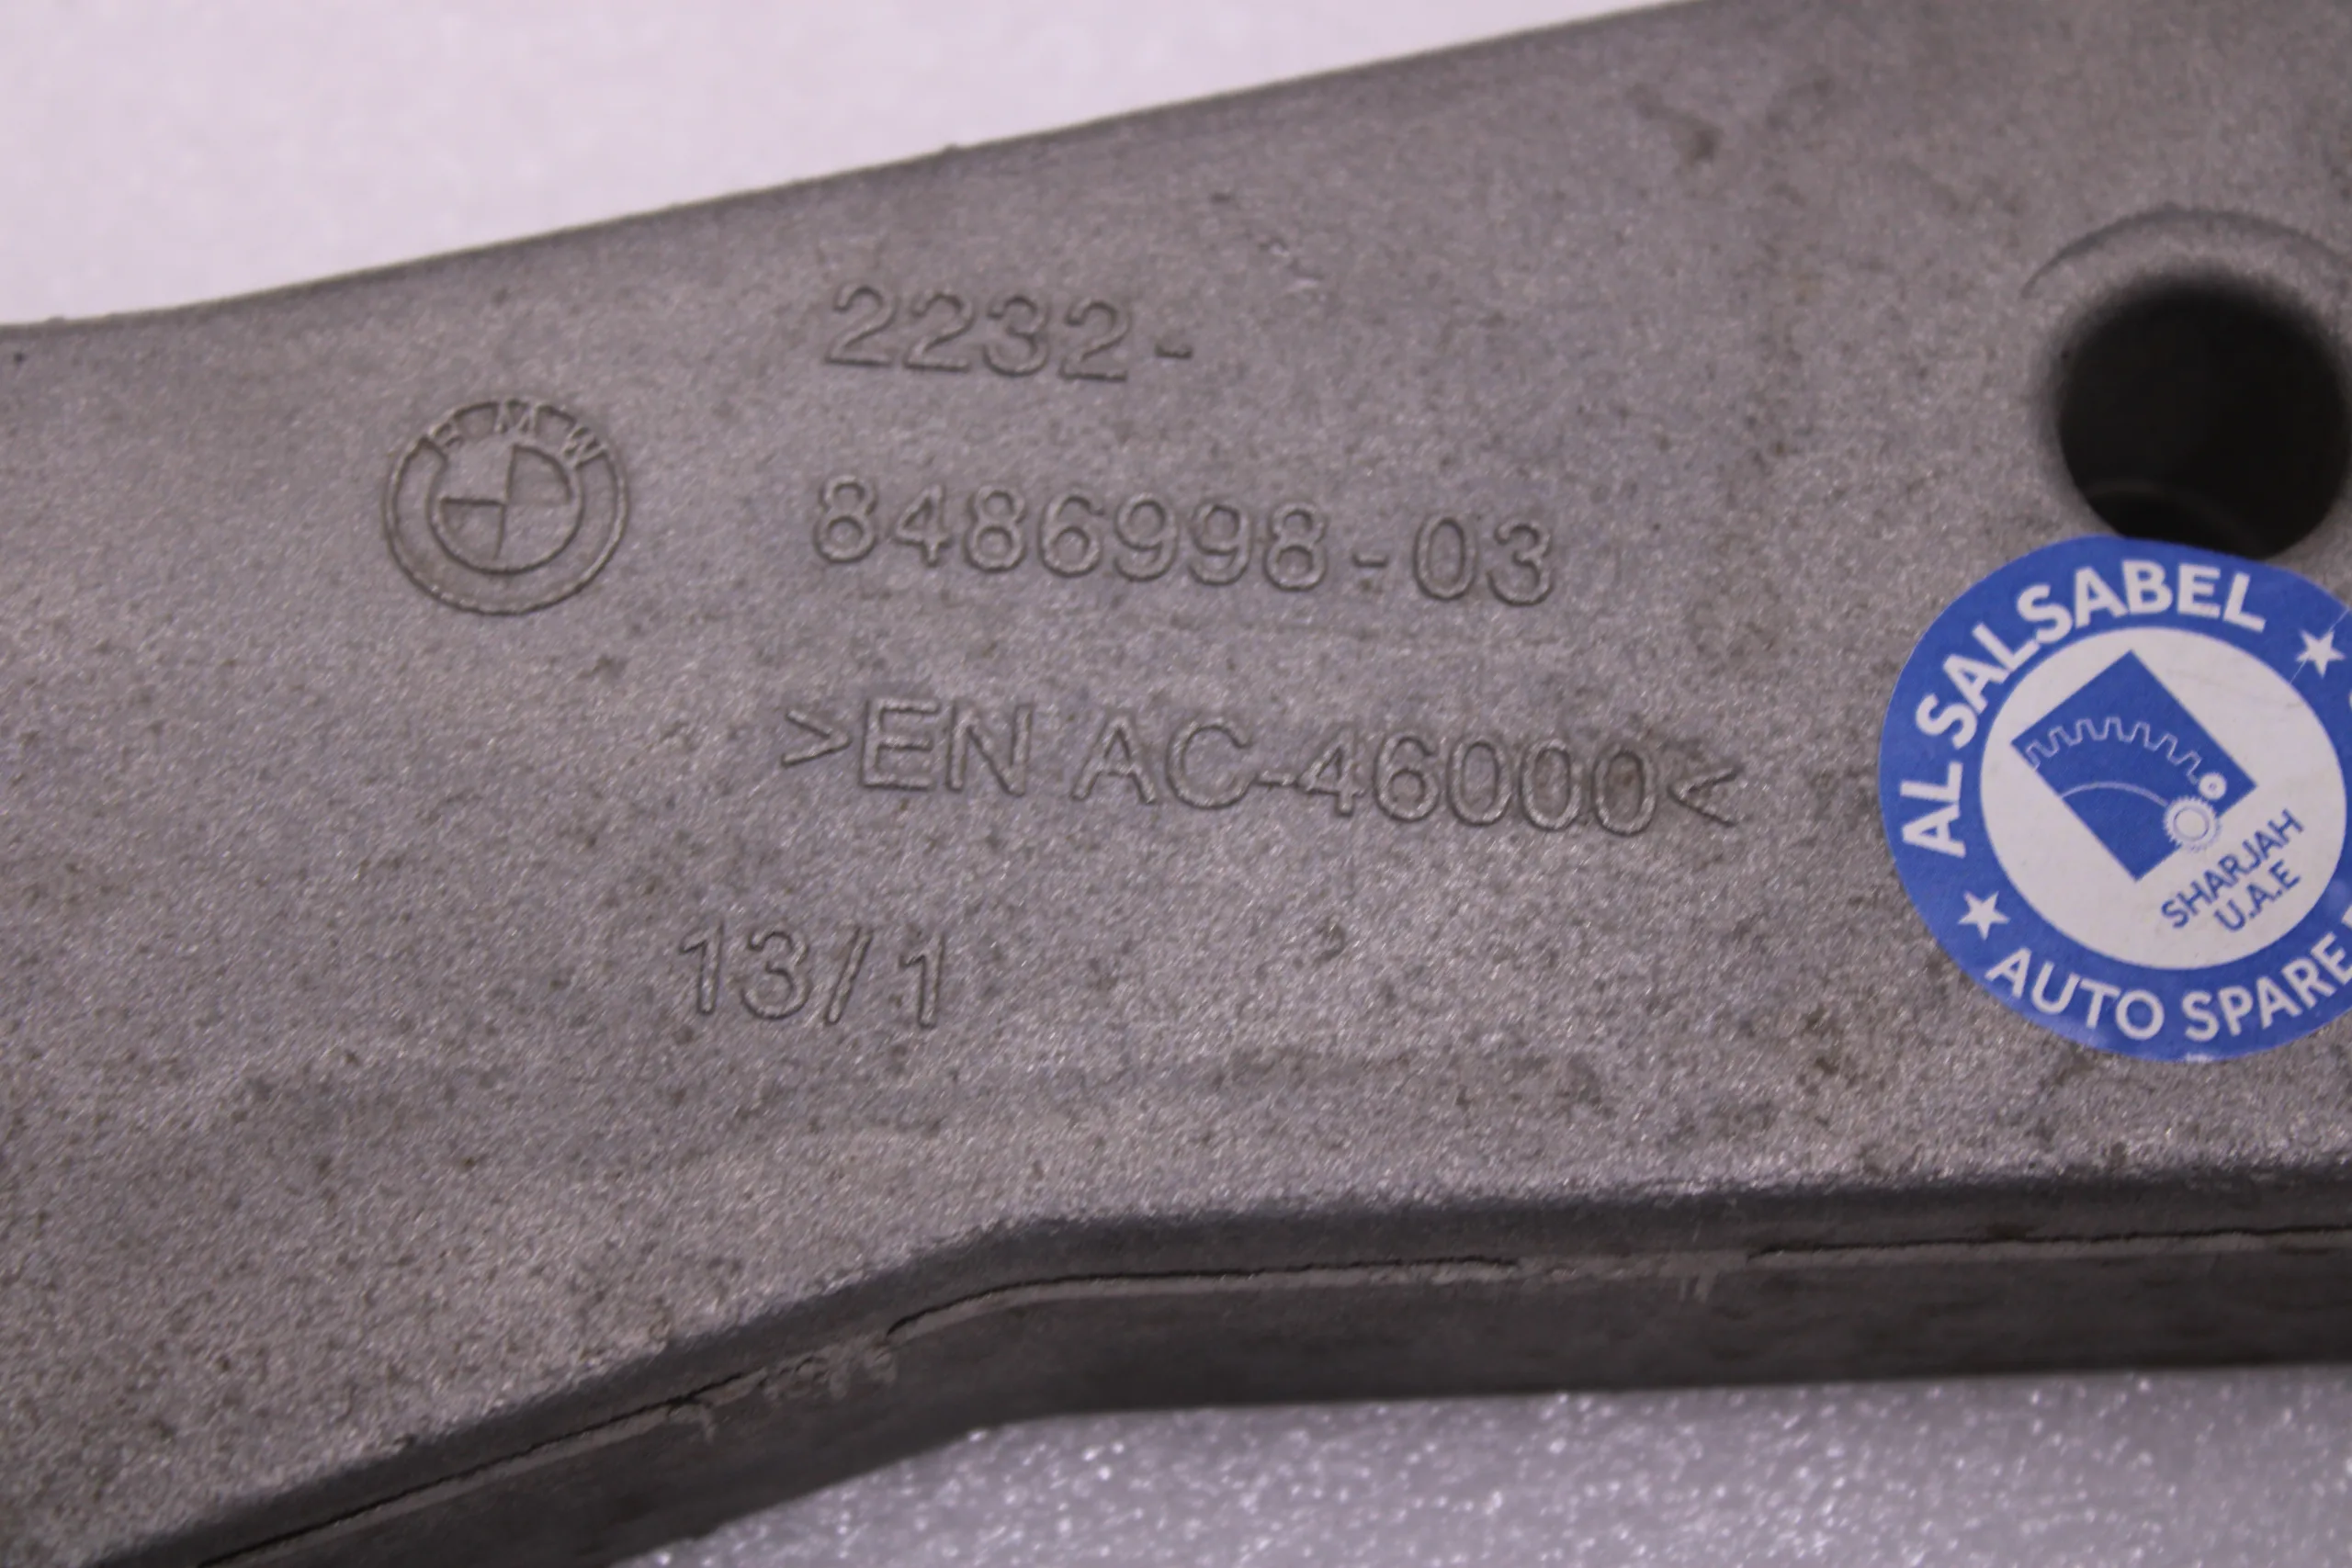 2232-
BMW
8486998-03
>EN AC-46000<
13/1
AL SALSABEL
SHARJAH
U.A.E
AUTO SPARE